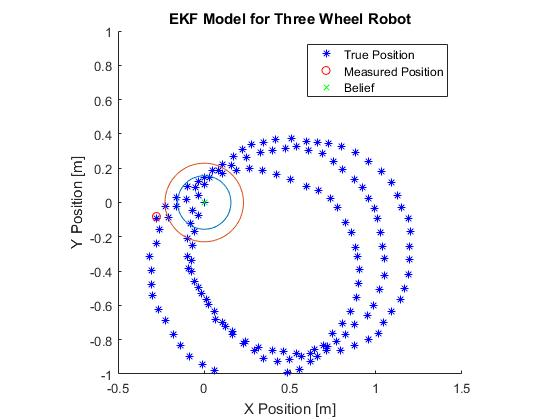 EKF Model for Three Wheel Robot
True Position
Measured Position
Belief
Y Position [m]
1
0.8
0.6
0.4
0.2
0
-0.2
-0.4
-0.6
-0.8
-1
-0.5
0
0.5
1
1.5
X Position [m]